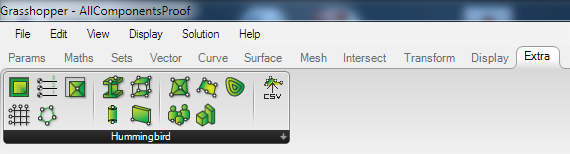 Grasshopper - AllComponentsProof
File Edit View Display Solution Help
Params Maths Sets Vector Curve Surface Mesh Intersect Transform Display Extra
CSV
Hummingbird